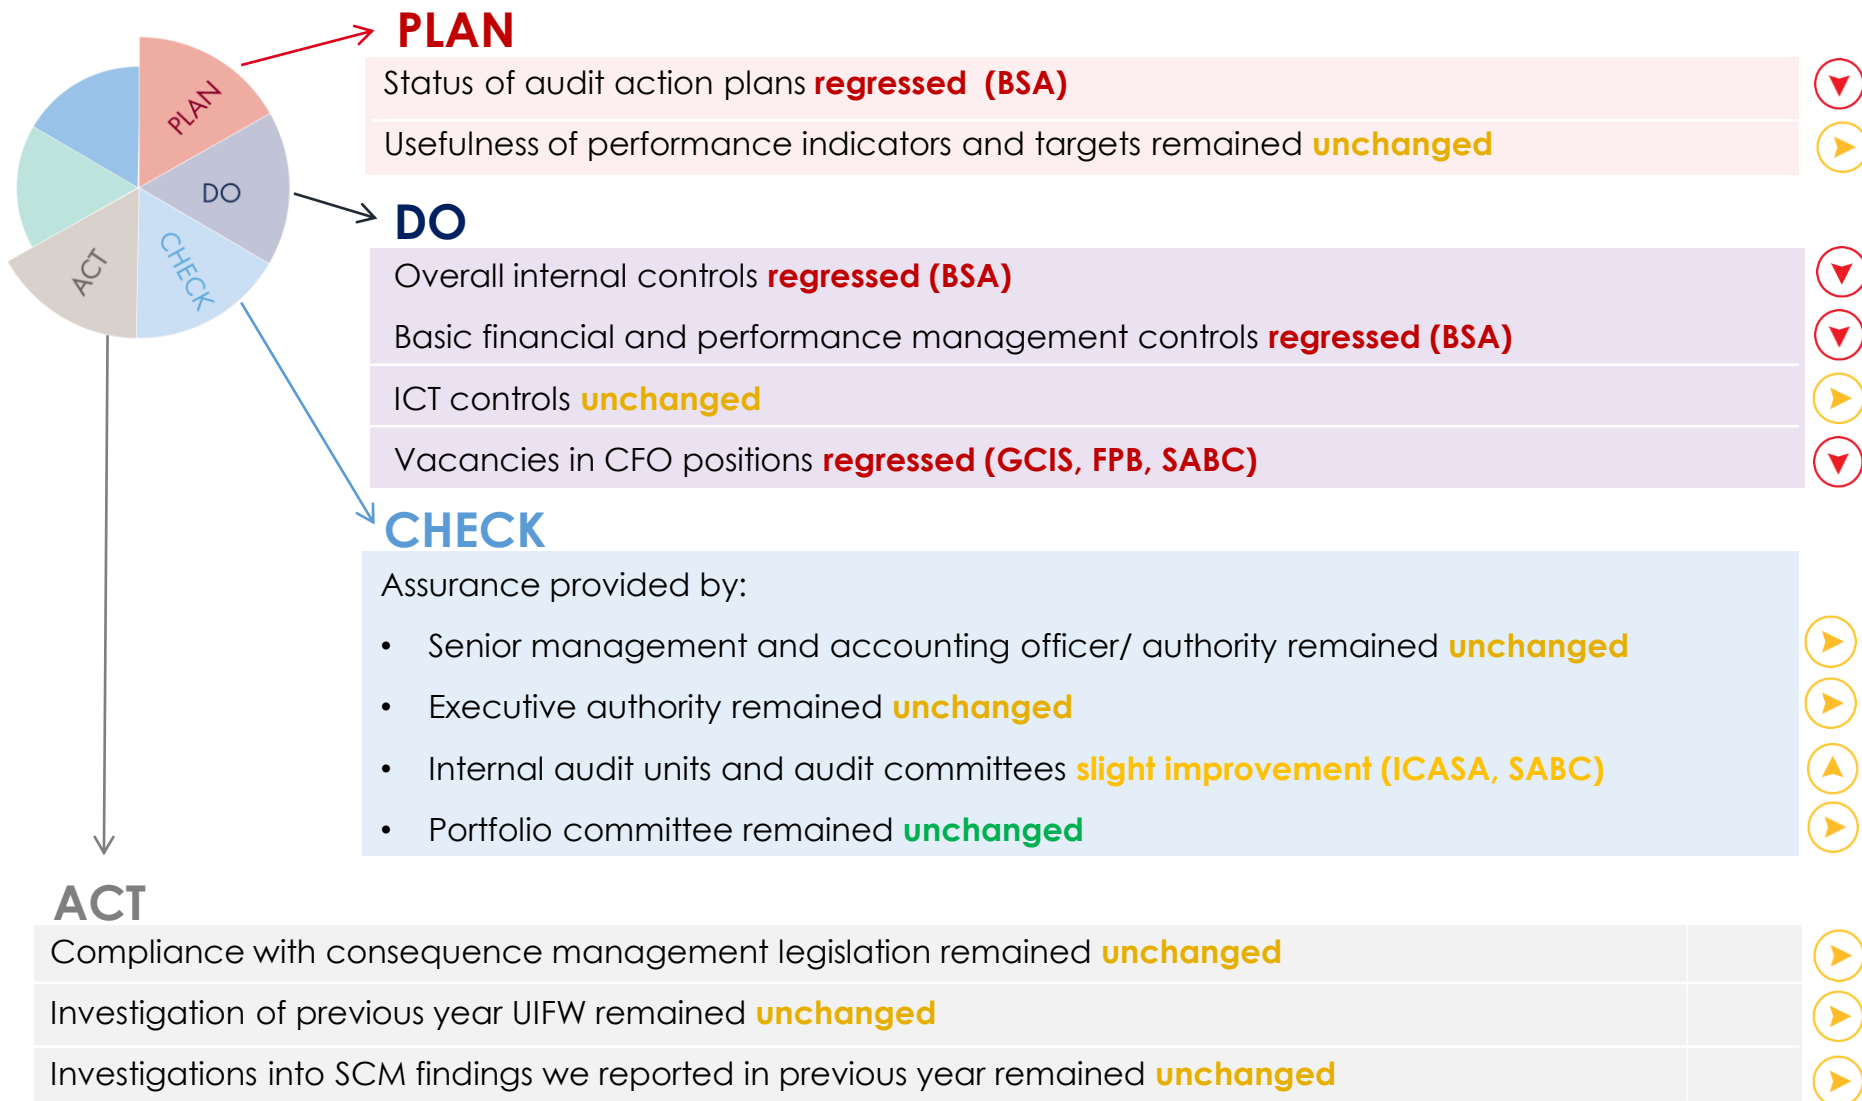 PLAN
DO
CHECK
ACT
PLAN
Status of audit action plans regressed (BSA)
Usefulness of performance indicators and targets remained unchanged
DO
Overall internal controls regressed (BSA)
Basic financial and performance management controls regressed (BSA)
ICT controls unchanged
Vacancies in CFO positions regressed (GCIS, FPB, SABC)
CHECK
Assurance provided by:
• Senior management and accounting officer/ authority remained unchanged
• Executive authority remained unchanged
• Internal audit units and audit committees slight improvement (ICASA, SABC)
• Portfolio committee remained unchanged
ACT
Compliance with consequence management legislation remained unchanged
Investigation of previous year UIFW remained unchanged
Investigations into SCM findings we reported in previous year remained unchanged